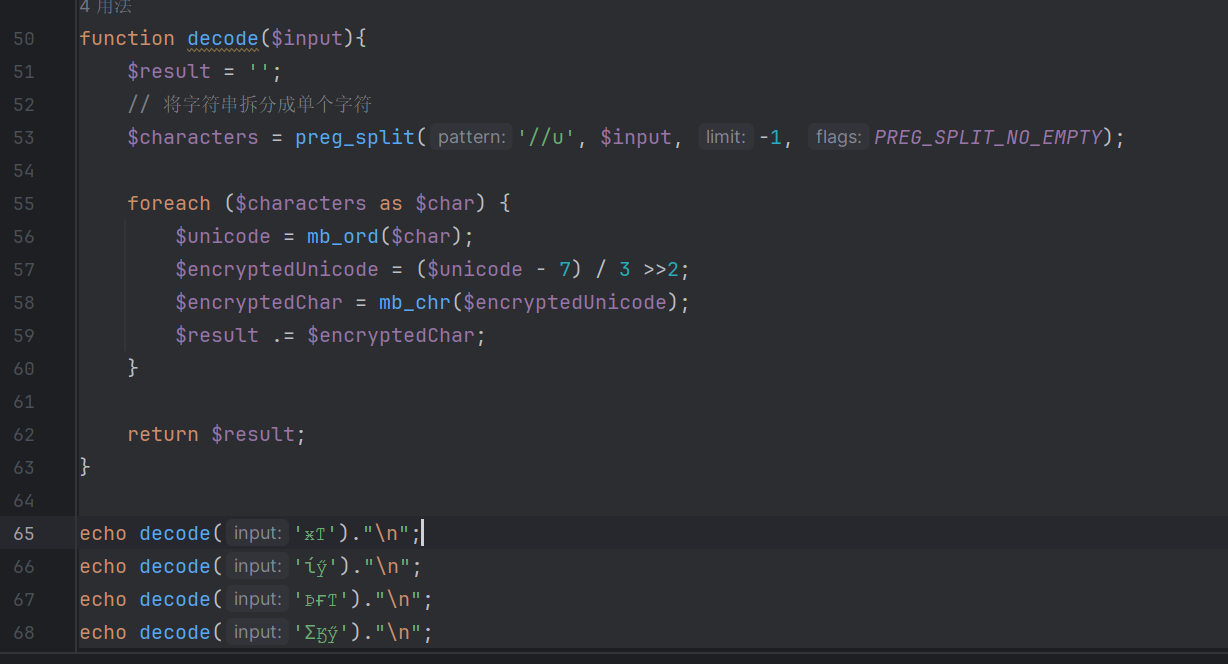 4 用法
50 function decode($input){
51 $result = '';
52 // 将字符串拆分成单个字符
53 $characters = preg_split( pattern: '//u', $input, limit: -1, flags: PREG_SPLIT_NO_EMPTY);
54
55 foreach ($characters as $char) {
56 $unicode = mb_ord($char);
57 $encryptedUnicode = ($unicode - 7) / 3 >>2;
58 $encryptedChar = mb_chr($encryptedUnicode);
59 $result .= $encryptedChar;
60 }
61
62 return $result;
63 }
64
65 echo decode( input: 'ӿT')."\n";
66 echo decode( input: 'ίӳ')."\n";
67 echo decode( input: 'ϷғT')."\n";
68 echo decode( input: 'ΣӃӳ')."\n";